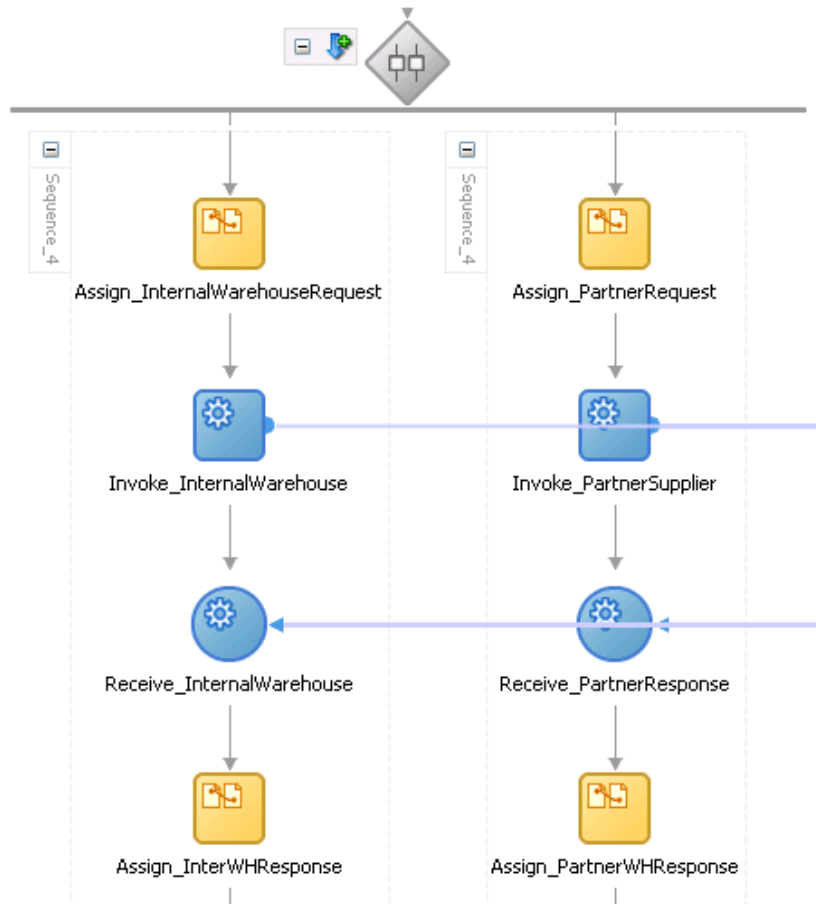 Sequence_4
Sequence_4
Assign_InternalWarehouseRequest
Assign_PartnerRequest
Invoke_InternalWarehouse
Invoke_PartnerSupplier
Receive_InternalWarehouse
Receive_PartnerResponse
Assign_InterWHResponse
Assign_PartnerWHResponse